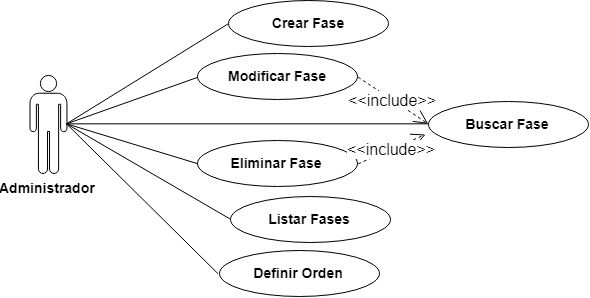 Crear Fase
Modificar Fase
<<include>>
Buscar Fase
<<include>>
Eliminar Fase
Administrador
Listar Fases
Definir Orden